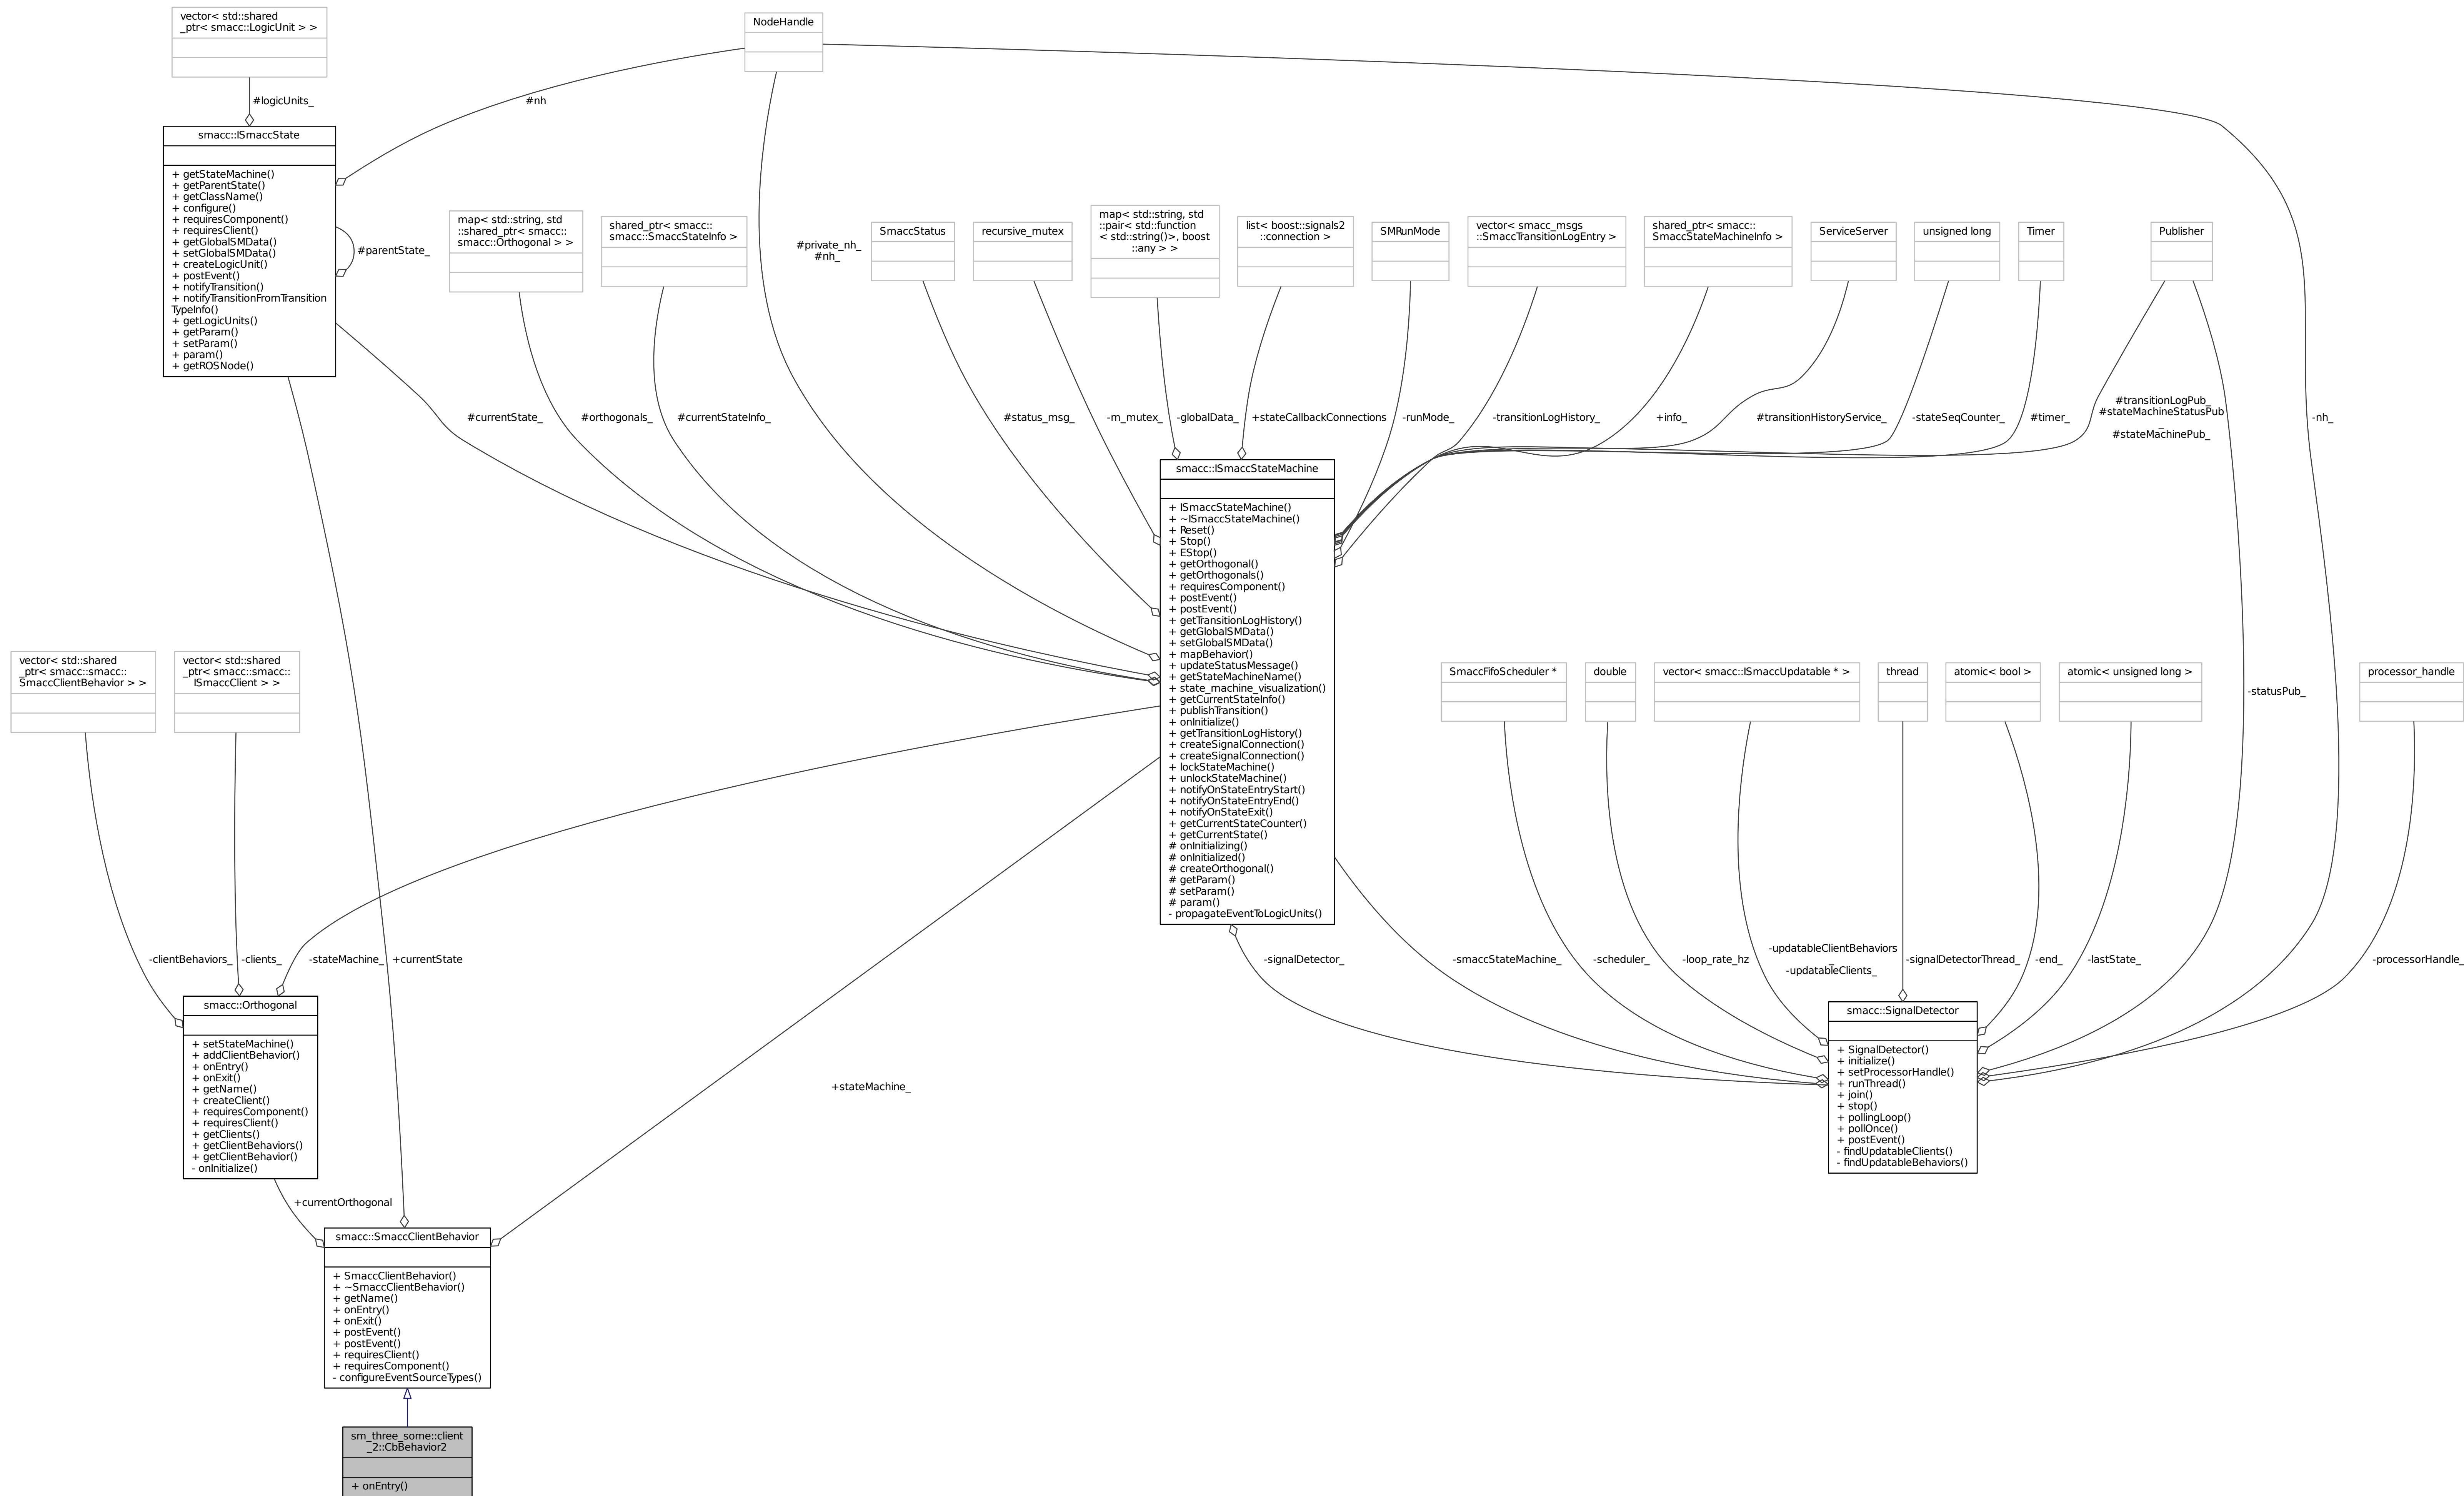 vector< std::shared
_ptr< smacc::LogicUnit > >
NodeHandle
#logicUnits_
#nh
smacc::ISmaccState
+ getStateMachine()
+ getParentState()
+ getClassName()
+ configure()
+ requiresComponent()
+ requiresClient()
+ getGlobalSMData()
+ setGlobalSMData()
+ createLogicUnit()
+ postEvent()
+ notifyTransition()
+ notifyTransitionFromTransition
TypeInfo()
+ getLogicUnits()
+ getParam()
+ setParam()
+ param()
+ getROSNode()
#parentState_
map< std::string, std
::shared_ptr< smacc::
smacc::Orthogonal > >
shared_ptr< smacc::
smacc::SmaccStateInfo >
#private_nh_
#nh_
SmaccStatus
recursive_mutex
map< std::string, std
::pair< std::function
< std::string()>, boost
::any > >
list< boost::signals2
::connection >
SMRunMode
vector< smacc_msgs
::SmaccTransitionLogEntry >
shared_ptr< smacc::
SmaccStateMachineInfo >
ServiceServer
unsigned long
Timer
Publisher
#currentState_
#orthogonals_
#currentStateInfo_
#status_msg_
-m_mutex_
-globalData_
+stateCallbackConnections
-runMode_
-transitionLogHistory_
+info_
#transitionHistoryService_
-stateSeqCounter_
#timer_
#transitionLogPub_
#stateMachineStatusPub
_
#stateMachinePub_
-nh_
smacc::ISmaccStateMachine
+ ISmaccStateMachine()
+ ~ISmaccStateMachine()
+ Reset()
+ Stop()
+ EStop()
+ getOrthogonal()
+ getOrthogonals()
+ requiresComponent()
+ postEvent()
+ postEvent()
+ getTransitionLogHistory()
+ getGlobalSMData()
+ setGlobalSMData()
+ mapBehavior()
+ updateStatusMessage()
+ getStateMachineName()
+ state_machine_visualization()
+ getCurrentStateInfo()
+ publishTransition()
+ onInitialize()
+ getTransitionLogHistory()
+ createSignalConnection()
+ createSignalConnection()
+ lockStateMachine()
+ unlockStateMachine()
+ notifyOnStateEntryStart()
+ notifyOnStateEntryEnd()
+ notifyOnStateExit()
+ getCurrentStateCounter()
+ getCurrentState()
# onInitializing()
# onInitialized()
# createOrthogonal()
# getParam()
# setParam()
# param()
- propagateEventToLogicUnits()
vector< std::shared
_ptr< smacc::smacc::
SmaccClientBehavior > >
vector< std::shared
_ptr< smacc::smacc::
ISmaccClient > >
SmaccFifoScheduler *
double
vector< smacc::ISmaccUpdatable * >
thread
atomic< bool >
atomic< unsigned long >
-statusPub_
processor_handle
-clientBehaviors_
-clients_
-stateMachine_
+currentState
-signalDetector_
-smaccStateMachine_
-scheduler_
-loop_rate_hz
-updatableClientBehaviors
_
-updatableClients_
-signalDetectorThread_
-end_
-lastState_
-processorHandle_
smacc::Orthogonal
+ setStateMachine()
+ addClientBehavior()
+ onEntry()
+ onExit()
+ getName()
+ createClient()
+ requiresComponent()
+ requiresClient()
+ getClients()
+ getClientBehaviors()
+ getClientBehavior()
- onInitialize()
smacc::SignalDetector
+ SignalDetector()
+ initialize()
+ setProcessorHandle()
+ runThread()
+ join()
+ stop()
+ pollingLoop()
+ pollOnce()
+ postEvent()
- findUpdatableClients()
- findUpdatableBehaviors()
+stateMachine_
+currentOrthogonal
smacc::SmaccClientBehavior
+ SmaccClientBehavior()
+ ~SmaccClientBehavior()
+ getName()
+ onEntry()
+ onExit()
+ postEvent()
+ postEvent()
+ requiresClient()
+ requiresComponent()
- configureEventSourceTypes()
sm_three_some::client
_2::CbBehavior2
+ onEntry()